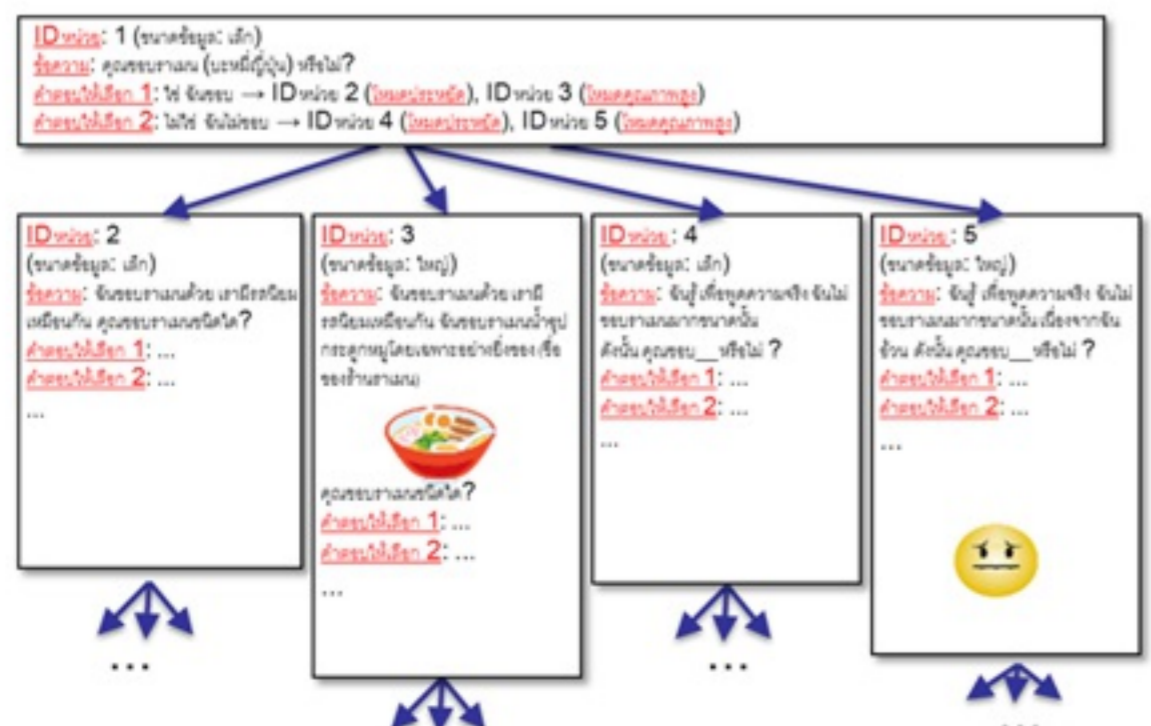 IDหน่วย: 1 (ขนาดข้อมูล: เล็ก)
ข้อความ: คุณชอบราเมน (บะหมี่ญี่ปุ่น) หรือไม่?
คำตอบให้เลือก 1: ใช่ ฉันชอบ → IDหน่วย 2 (โหมดประหยัด), IDหน่วย 3 (โหมดคุณภาพสูง)
คำตอบให้เลือก 2: ไม่ใช่ ฉันไม่ชอบ → IDหน่วย 4 (โหมดประหยัด), IDหน่วย 5 (โหมดคุณภาพสูง)
IDหน่วย: 2
(ขนาดข้อมูล: เล็ก)
ข้อความ: ฉันชอบราเมนด้วย เรามีรสนิยม
เหมือนกัน คุณชอบราเมนชนิดใด?
คำตอบให้เลือก 1: ...
คำตอบให้เลือก 2: ...
...
...
IDหน่วย: 3
(ขนาดข้อมูล: ใหญ่)
ข้อความ: ฉันชอบราเมนด้วย เรามี
รสนิยมเหมือนกัน ฉันชอบราเมนน้ำซุป
กระดูกหมูโดยเฉพาะอย่างยิ่งของ (ชื่อ
ของร้านราเมน)
คุณชอบราเมนชนิดใด?
คำตอบให้เลือก 1: ...
คำตอบให้เลือก 2: ...
...
IDหน่วย: 4
(ขนาดข้อมูล: เล็ก)
ข้อความ: ฉันรู้ เพื่อพูดความจริง ฉันไม่
ชอบราเมนมากขนาดนั้น
ดังนั้น คุณชอบ__หรือไม่ ?
คำตอบให้เลือก 1: ...
คำตอบให้เลือก 2: ...
...
...
IDหน่วย: 5
(ขนาดข้อมูล: ใหญ่)
ข้อความ: ฉันรู้ เพื่อพูดความจริง ฉันไม่
ชอบราเมนมากขนาดนั้น เนื่องจากฉัน
อ้วน ดังนั้น คุณชอบ__หรือไม่ ?
คำตอบให้เลือก 1: ...
คำตอบให้เลือก 2: ...
...
...